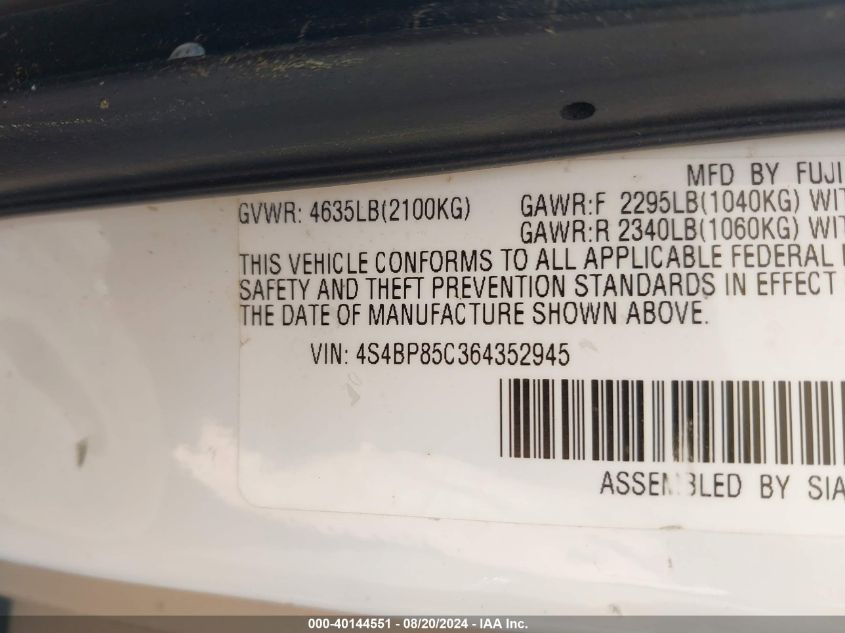 MFD BY FUJI
GVWR: 4635LB(2100KG) GAWR:F 2295LB(1040KG) WIT
GAWR:R 2340LB(1060KG) WIT
THIS VEHICLE CONFORMS TO ALL APPLICABLE FEDERAL
SAFETY AND THEFT PREVENTION STANDARDS IN EFFECT
THE DATE OF MANUFACTURE SHOWN ABOVE.
VIN: 4S4BP85C364352945
ASSEMBLED BY SIA
000-40144551 - 08/20/2024 - IAA Inc.